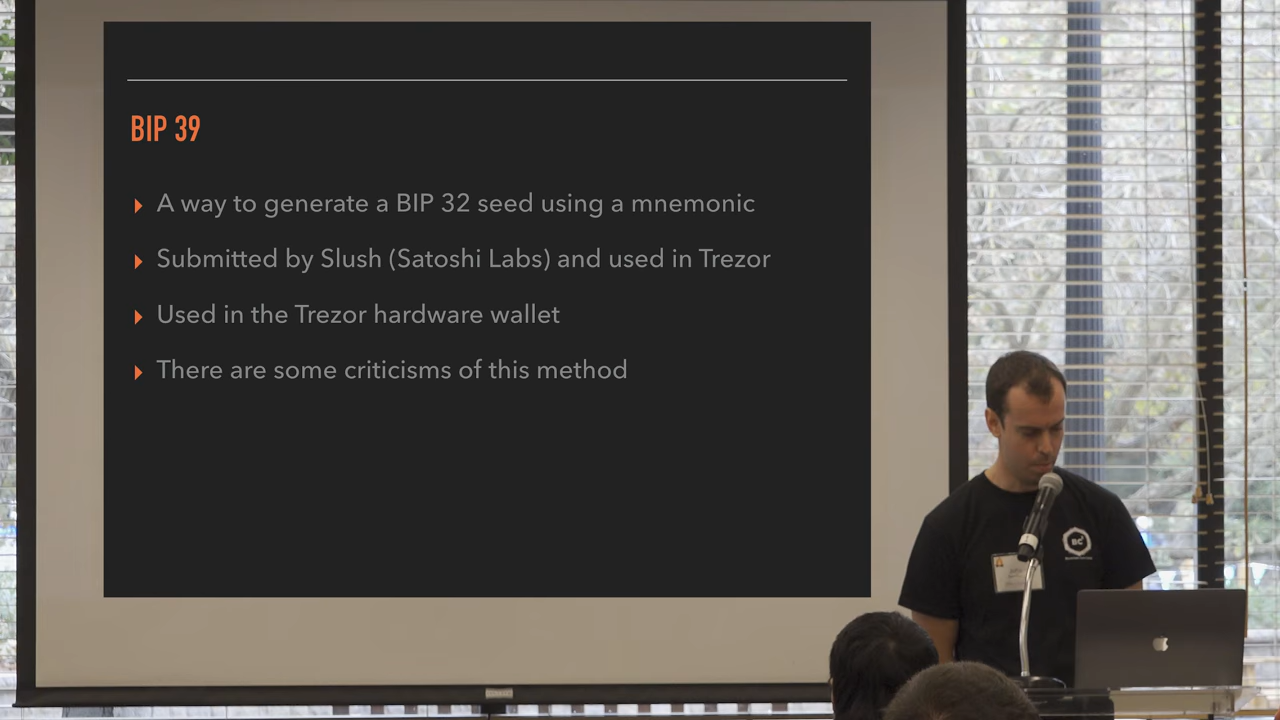 BIP 39
A way to generate a BIP 32 seed using a mnemonic
Submitted by Slush (Satoshi Labs) and used in Trezor
Used in the Trezor hardware wallet
There are some criticisms of this method
BC